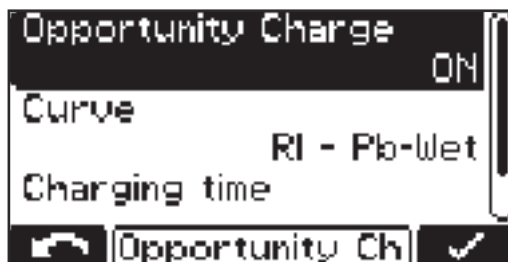 Opportunity Charge
ON
Curve
RI - Pb-Wet
Charging time
Opportunity Ch